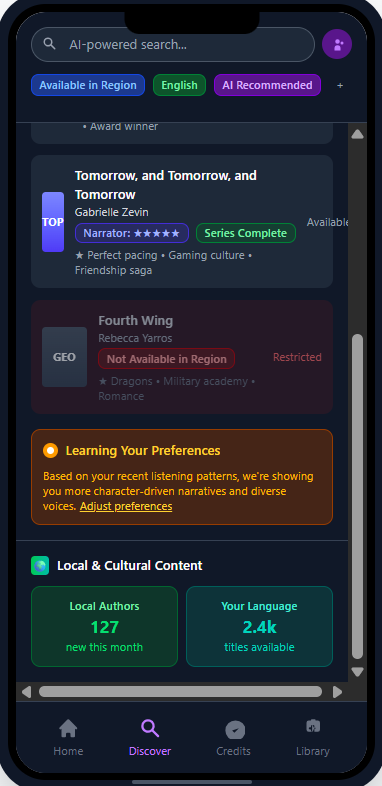 AI-powered search...
Available in Region
English
AI Recommended
+
• Award winner
TOP
Tomorrow, and Tomorrow, and
Tomorrow
Gabrielle Zevin
Narrator: ★★★★★
Series Complete
Available
★ Perfect pacing • Gaming culture •
Friendship saga
GEO
Fourth Wing
Rebecca Yarros
Not Available in Region
Restricted
★ Dragons • Military academy •
Romance
Learning Your Preferences
Based on your recent listening patterns, we're showing
you more character-driven narratives and diverse
voices. Adjust preferences
Local & Cultural Content
Local Authors
127
new this month
Your Language
2.4k
titles available
Home
Discover
Credits
Library